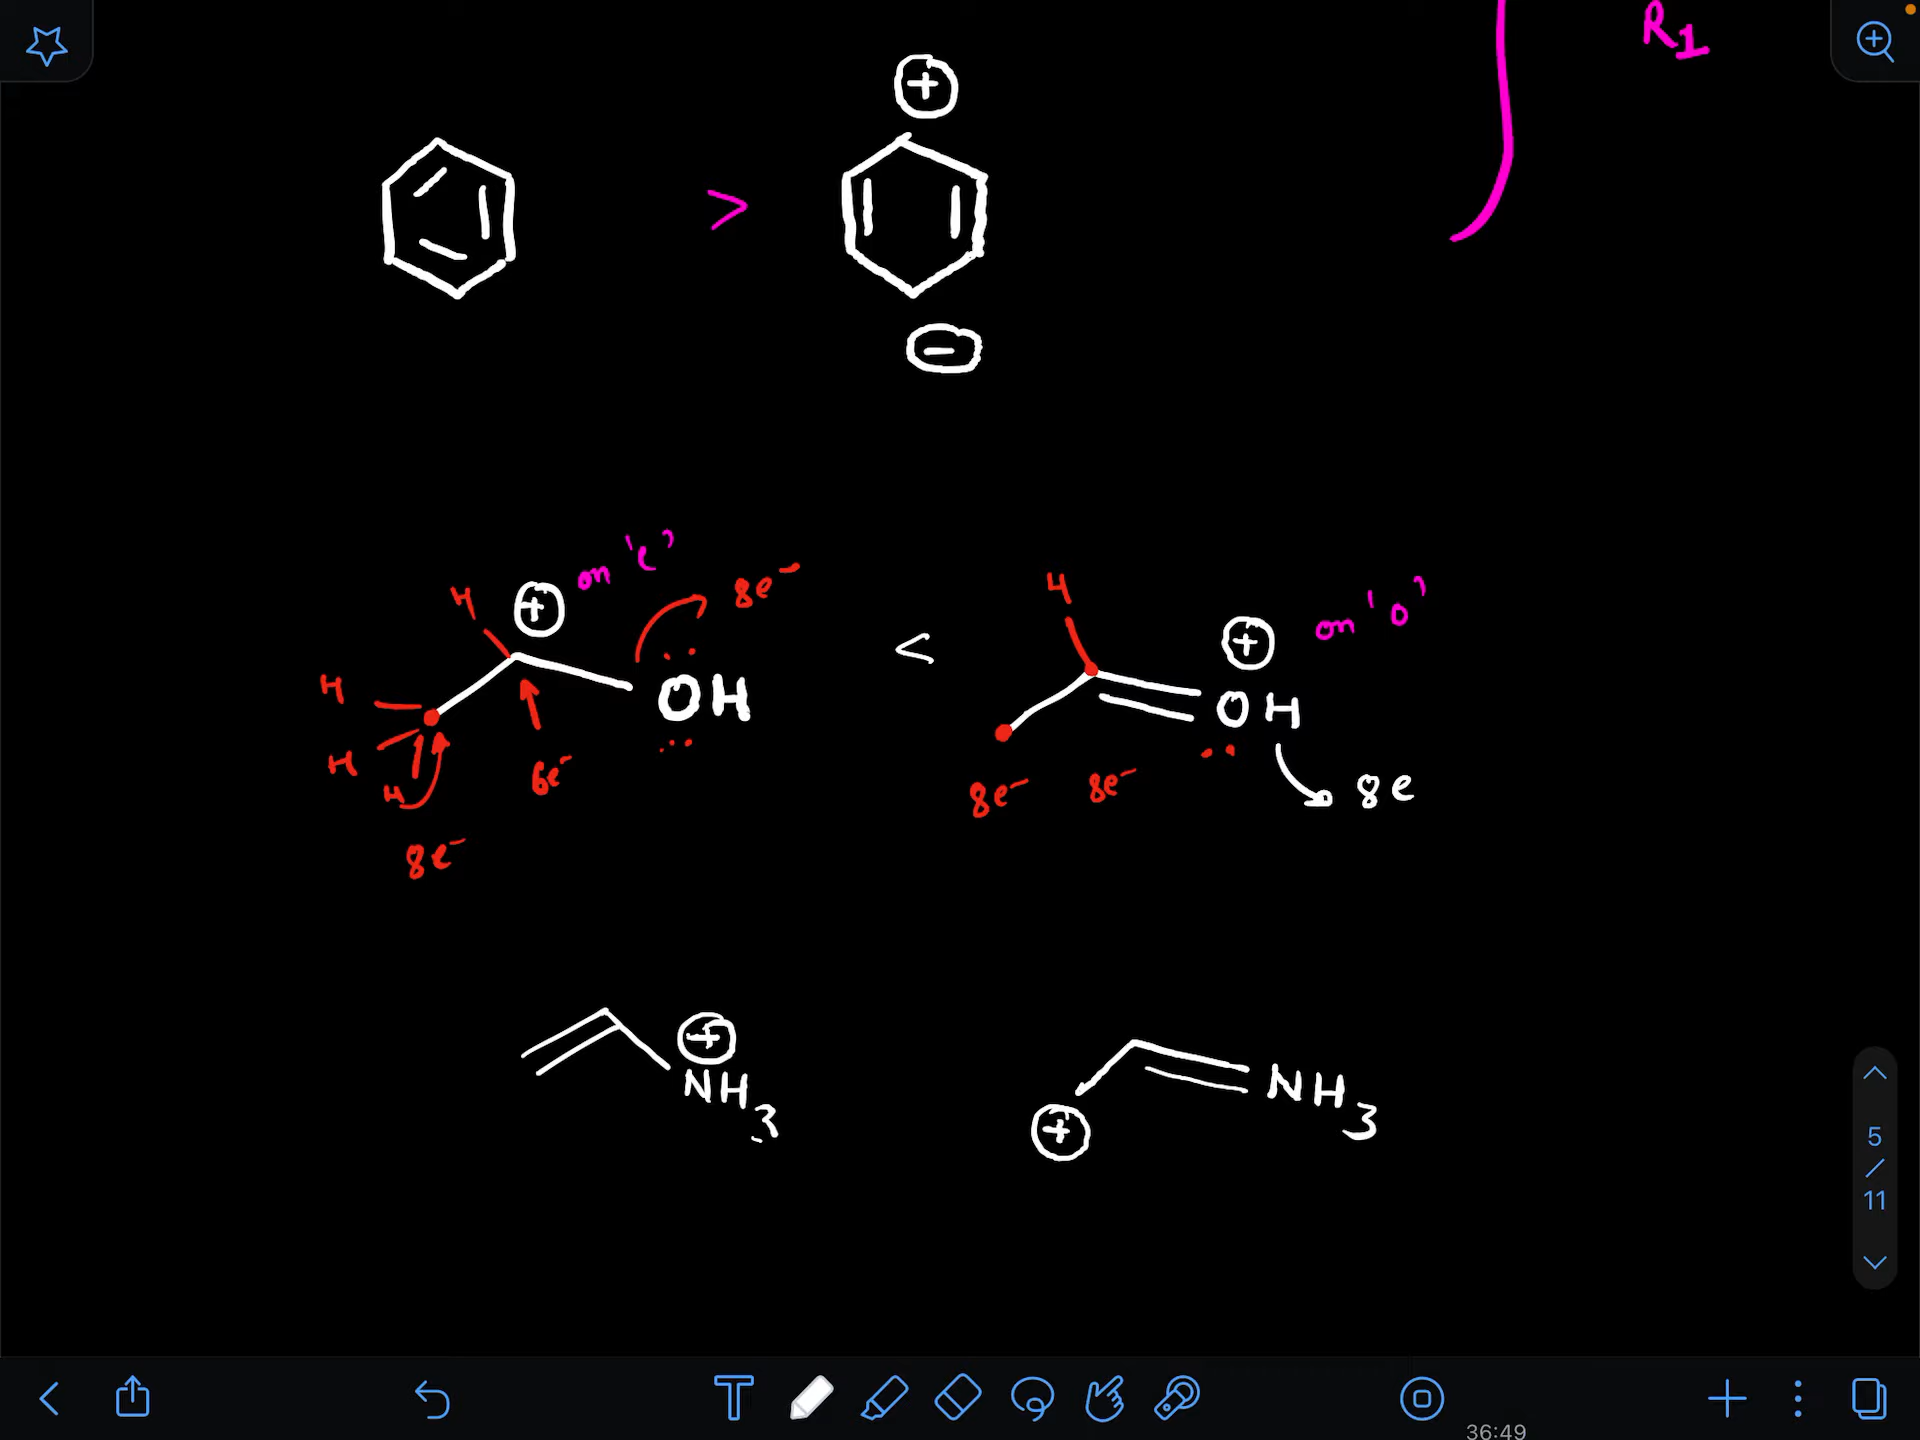 R1
+
>
−
on 'c'
8e−
H
+
H
OH
H
H
6e−
8e−
<
H
+
on 'o'
OH
8e−
8e−
8e
+
NH3
NH3
+
5
/
11
T
36:49